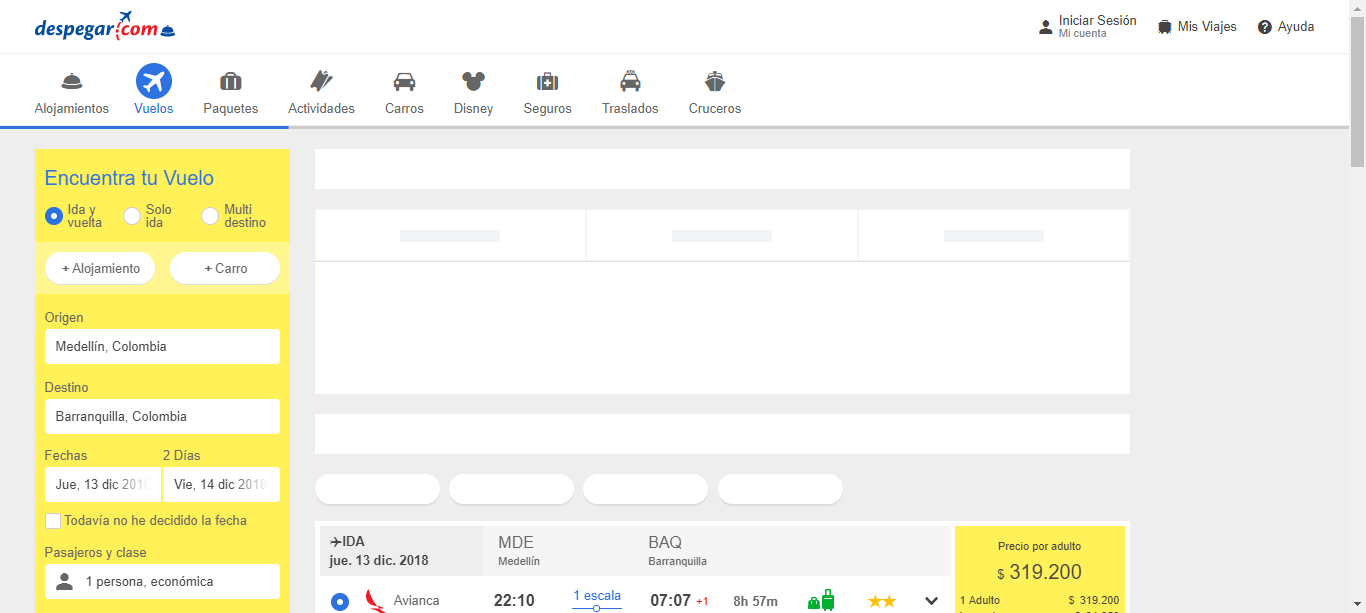 despegar.com
Iniciar Sesión
Mi cuenta
Mis Viajes
Ayuda
Alojamientos
Vuelos
Paquetes
Actividades
Carros
Disney
Seguros
Traslados
Cruceros
Encuentra tu Vuelo
Ida y vuelta
Solo ida
Multi destino
+ Alojamiento
+ Carro
Origen
Medellín, Colombia
Destino
Barranquilla, Colombia
Fechas
2 Días
Jue, 13 dic 2018
Vie, 14 dic 2018
Todavía no he decidido la fecha
Pasajeros y clase
1 persona, económica
IDA
jue. 13 dic. 2018
MDE
Medellín
BAQ
Barranquilla
Avianca
22:10
1 escala
07:07 +1
8h 57m
Precio por adulto
$ 319.200
1 Adulto $ 319.200